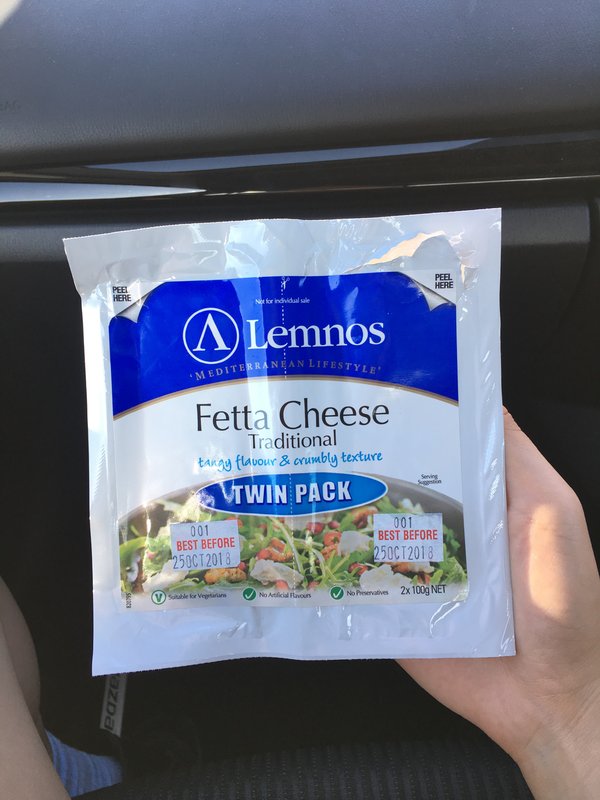 BAG
PEEL
HERE
PEEL
HERE
Not for individual sale
Lemnos
'MEDITERRANEAN LIFESTYLE'
Fetta Cheese
Traditional
tangy flavour & crumbly texture
TWIN PACK
Serving
Suggestion
001
BEST BEFORE
25OCT2018
001
BEST BEFORE
25OCT2018
V Suitable for Vegetarians
No Artificial Flavours
No Preservatives
2x100g NET
mazda